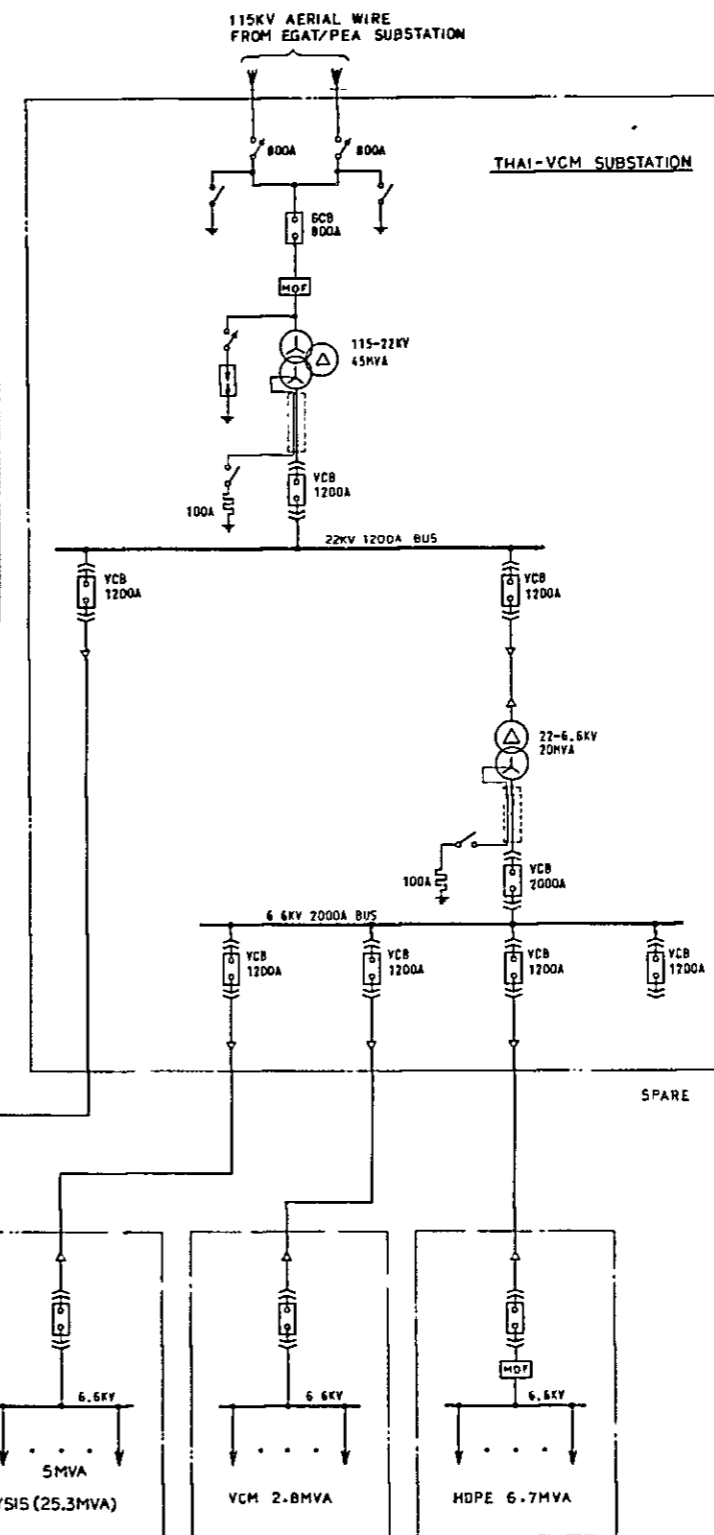 115KV AERIAL WIRE
FROM EGAT/PEA SUBSTATION
THAI-VCM SUBSTATION
800A
800A
GCB
800A
MOF
115-22KV
45MVA
VCB
1200A
100A
22KV 1200A BUS
VCB
1200A
VCB
1200A
22-6.6KV
20MVA
100A
VCB
2000A
6.6KV 2000A BUS
VCB
1200A
VCB
1200A
VCB
1200A
VCB
1200A
SPARE
MOF
6.6KV
6.6KV
6.6KV
5MVA
YSIS (25.3MVA)
VCM 2.8MVA
HDPE 6.7MVA